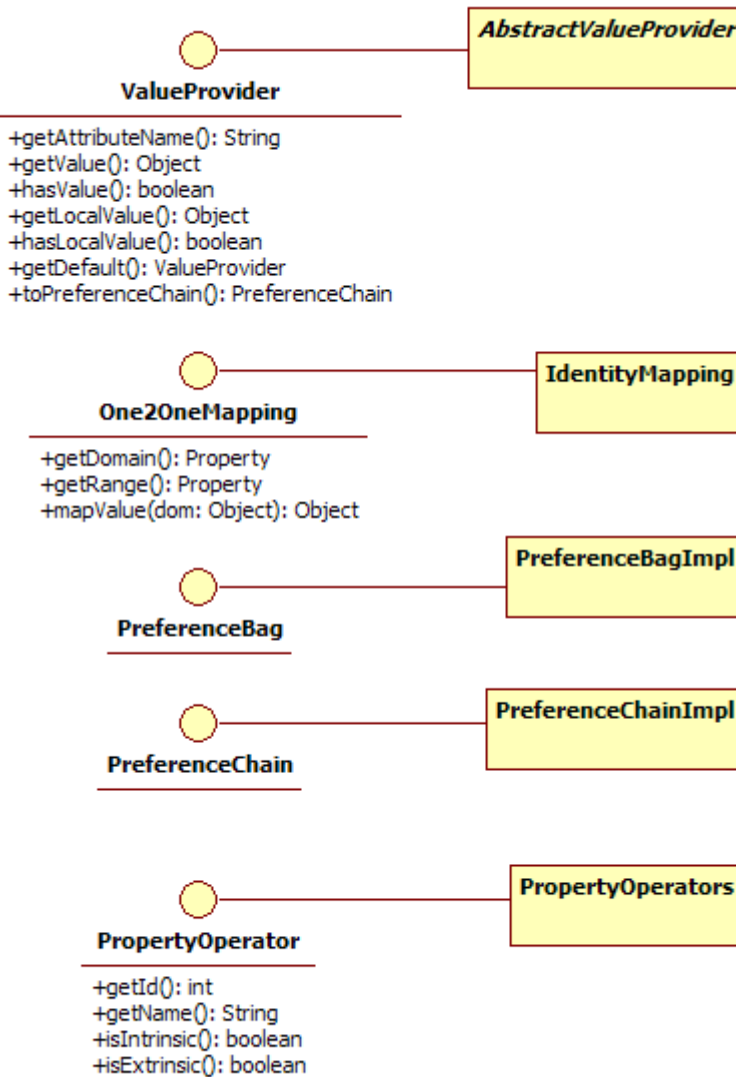 AbstractValueProvider
ValueProvider
+getAttributeName(): String
+getValue(): Object
+hasValue(): boolean
+getLocalValue(): Object
+hasLocalValue(): boolean
+getDefault(): ValueProvider
+toPreferenceChain(): PreferenceChain
IdentityMapping
One2OneMapping
+getDomain(): Property
+getRange(): Property
+mapValue(dom: Object): Object
PreferenceBagImpl
PreferenceBag
PreferenceChainImpl
PreferenceChain
PropertyOperators
PropertyOperator
+getId(): int
+getName(): String
+isIntrinsic(): boolean
+isExtrinsic(): boolean